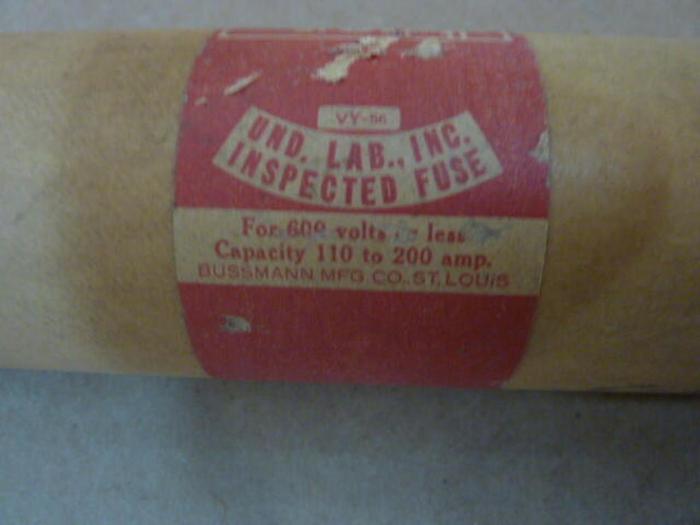 VY-56
UND. LAB., INC.
INSPECTED FUSE
For 600 volts or less
Capacity 110 to 200 amp.
BUSSMANN MFG. CO., ST. LOUIS